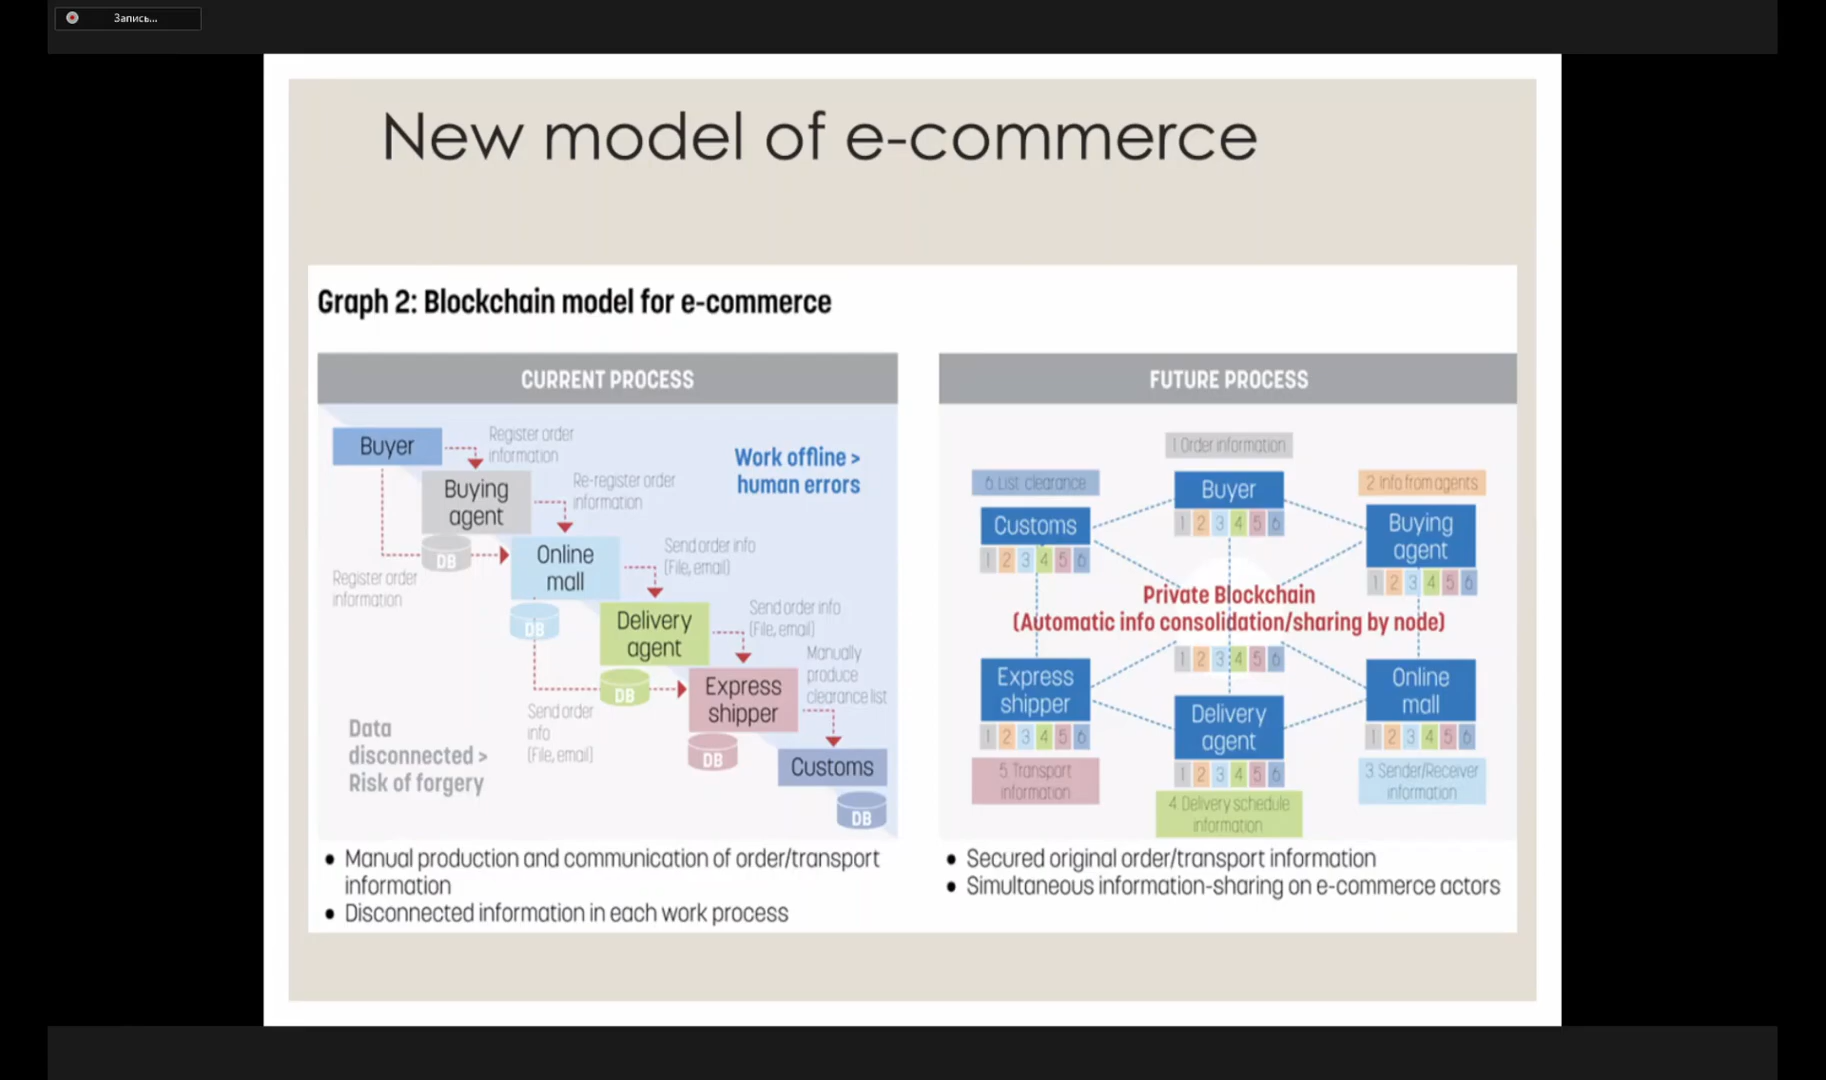 Запись...
New model of e-commerce
Graph 2: Blockchain model for e-commerce
CURRENT PROCESS
Buyer
Register order
information
Buying
agent
DB
Re-register order
information
Work offline >
human errors
Register order
information
Online
mall
DB
Send order info
(File, email)
Delivery
agent
DB
Send order info
(File, email)
Send order
info
(File, email)
Express
shipper
DB
Manually
produce
clearance list
Customs
DB
Data
disconnected >
Risk of forgery
Manual production and communication of order/transport
information
Disconnected information in each work process
FUTURE PROCESS
1 Order information
Buyer
1 2 3 4 5 6
6 List clearance
Customs
1 2 3 4 5 6
2 Info from agents
Buying
agent
1 2 3 4 5 6
Private Blockchain
(Automatic info consolidation/sharing by node)
1 2 3 4 5 6
Express
shipper
1 2 3 4 5 6
5 Transport
information
Delivery
agent
1 2 3 4 5 6
4 Delivery schedule
information
Online
mall
1 2 3 4 5 6
3 Sender/Receiver
information
Secured original order/transport information
Simultaneous information-sharing on e-commerce actors